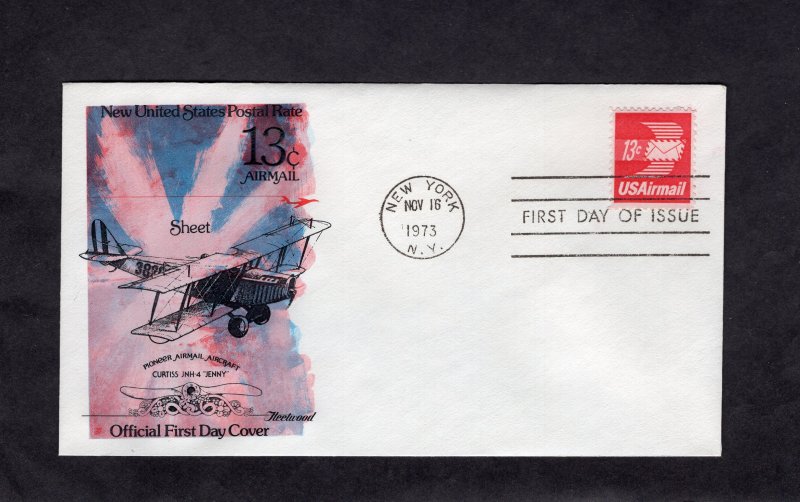 New United States Postal Rate
13¢
AIRMAIL
Sheet
PIONEER AIRMAIL AIRCRAFT
CURTISS JNH-4 "JENNY"
Fleetwood
Official First Day Cover
NEW YORK
NOV 16
1973
N.Y.
13c
USAirmail
FIRST DAY OF ISSUE